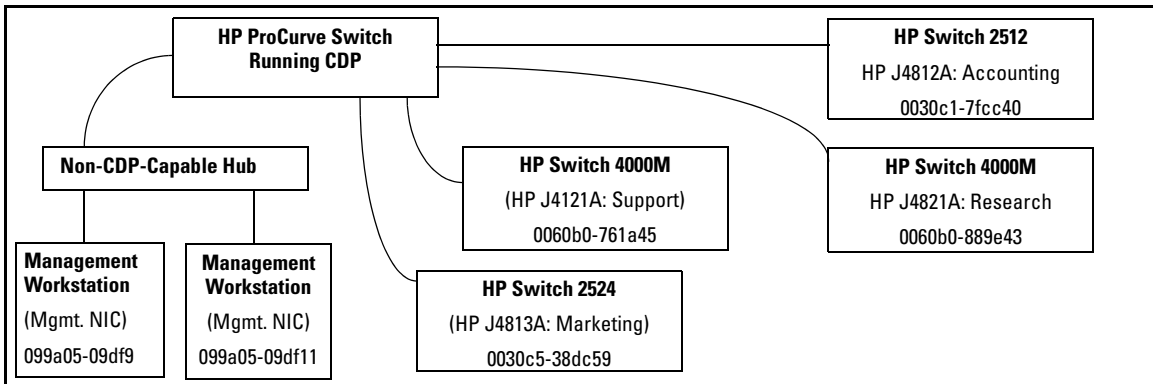 HP ProCurve Switch
Running CDP
HP Switch 2512
HP J4812A: Accounting
0030c1-7fcc40
Non-CDP-Capable Hub
HP Switch 4000M
(HP J4121A: Support)
0060b0-761a45
HP Switch 4000M
HP J4821A: Research
0060b0-889e43
Management
Workstation
(Mgmt. NIC)
099a05-09df9
Management
Workstation
(Mgmt. NIC)
099a05-09df11
HP Switch 2524
(HP J4813A: Marketing)
0030c5-38dc59